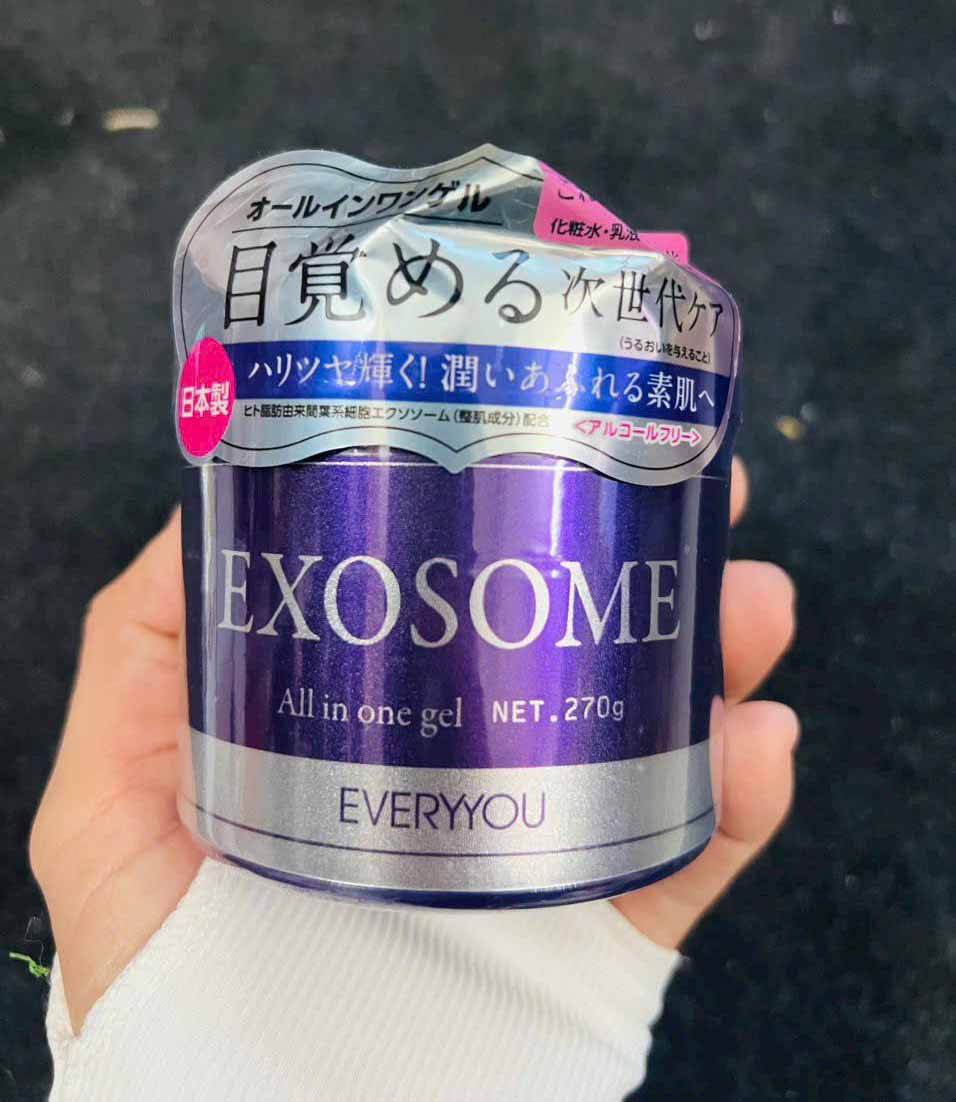 オールインワンゲル
化粧水・乳液
目覚める次世代ケア
(うるおいを与えること)
ハリツヤ輝く!潤いあふれる素肌へ
日本製
ヒト脂肪由来間葉系細胞エクソソーム(整肌成分)配合
<アルコールフリー>
EXOSOME
All in one gel NET.270g
EVERYYOU